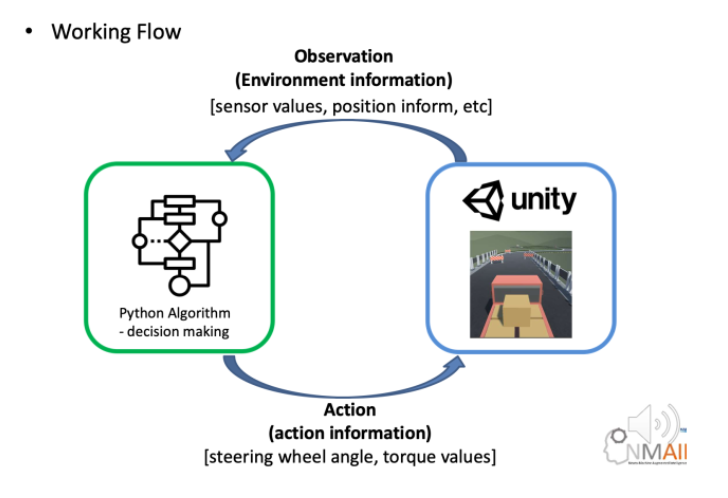 • Working Flow
Observation
(Environment information)
[sensor values, position inform, etc]
unity
Python Algorithm
- decision making
Action
(action information)
[steering wheel angle, torque values]
NMAII